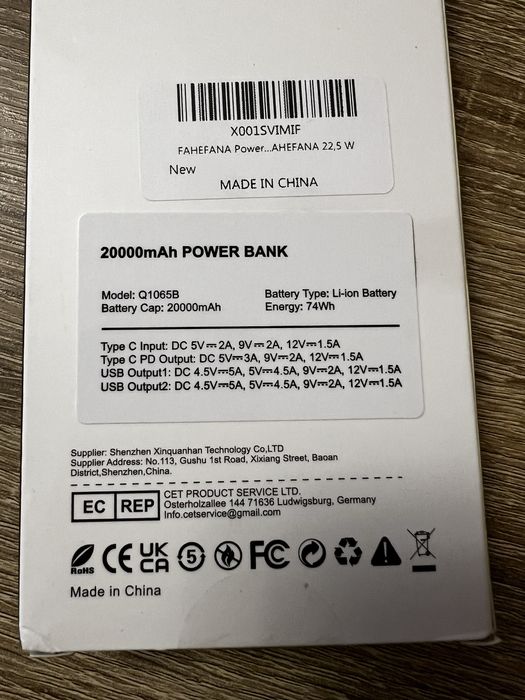 X001SVIMIF
FAHEFANA Power...AHEFANA 22,5 W
New
MADE IN CHINA
20000mAh POWER BANK
Model: Q1065B Battery Type: Li-ion Battery
Battery Cap: 20000mAh Energy: 74Wh
Type C Input: DC 5V⎓2A, 9V⎓2A, 12V⎓1.5A
Type C PD Output: DC 5V⎓3A, 9V⎓2A, 12V⎓1.5A
USB Output1: DC 4.5V⎓5A, 5V⎓4.5A, 9V⎓2A, 12V⎓1.5A
USB Output2: DC 4.5V⎓5A, 5V⎓4.5A, 9V⎓2A, 12V⎓1.5A
Supplier: Shenzhen Xinquanhan Technology Co,LTD
Supplier Address: No.113, Gushu 1st Road, Xixiang Street, Baoan
District,Shenzhen,China.
EC REP
CET PRODUCT SERVICE LTD.
Osterholzallee 144 71636 Ludwigsburg, Germany
Info.cetservice@gmail.com
RoHS CE UKCA 5 FC
Made in China